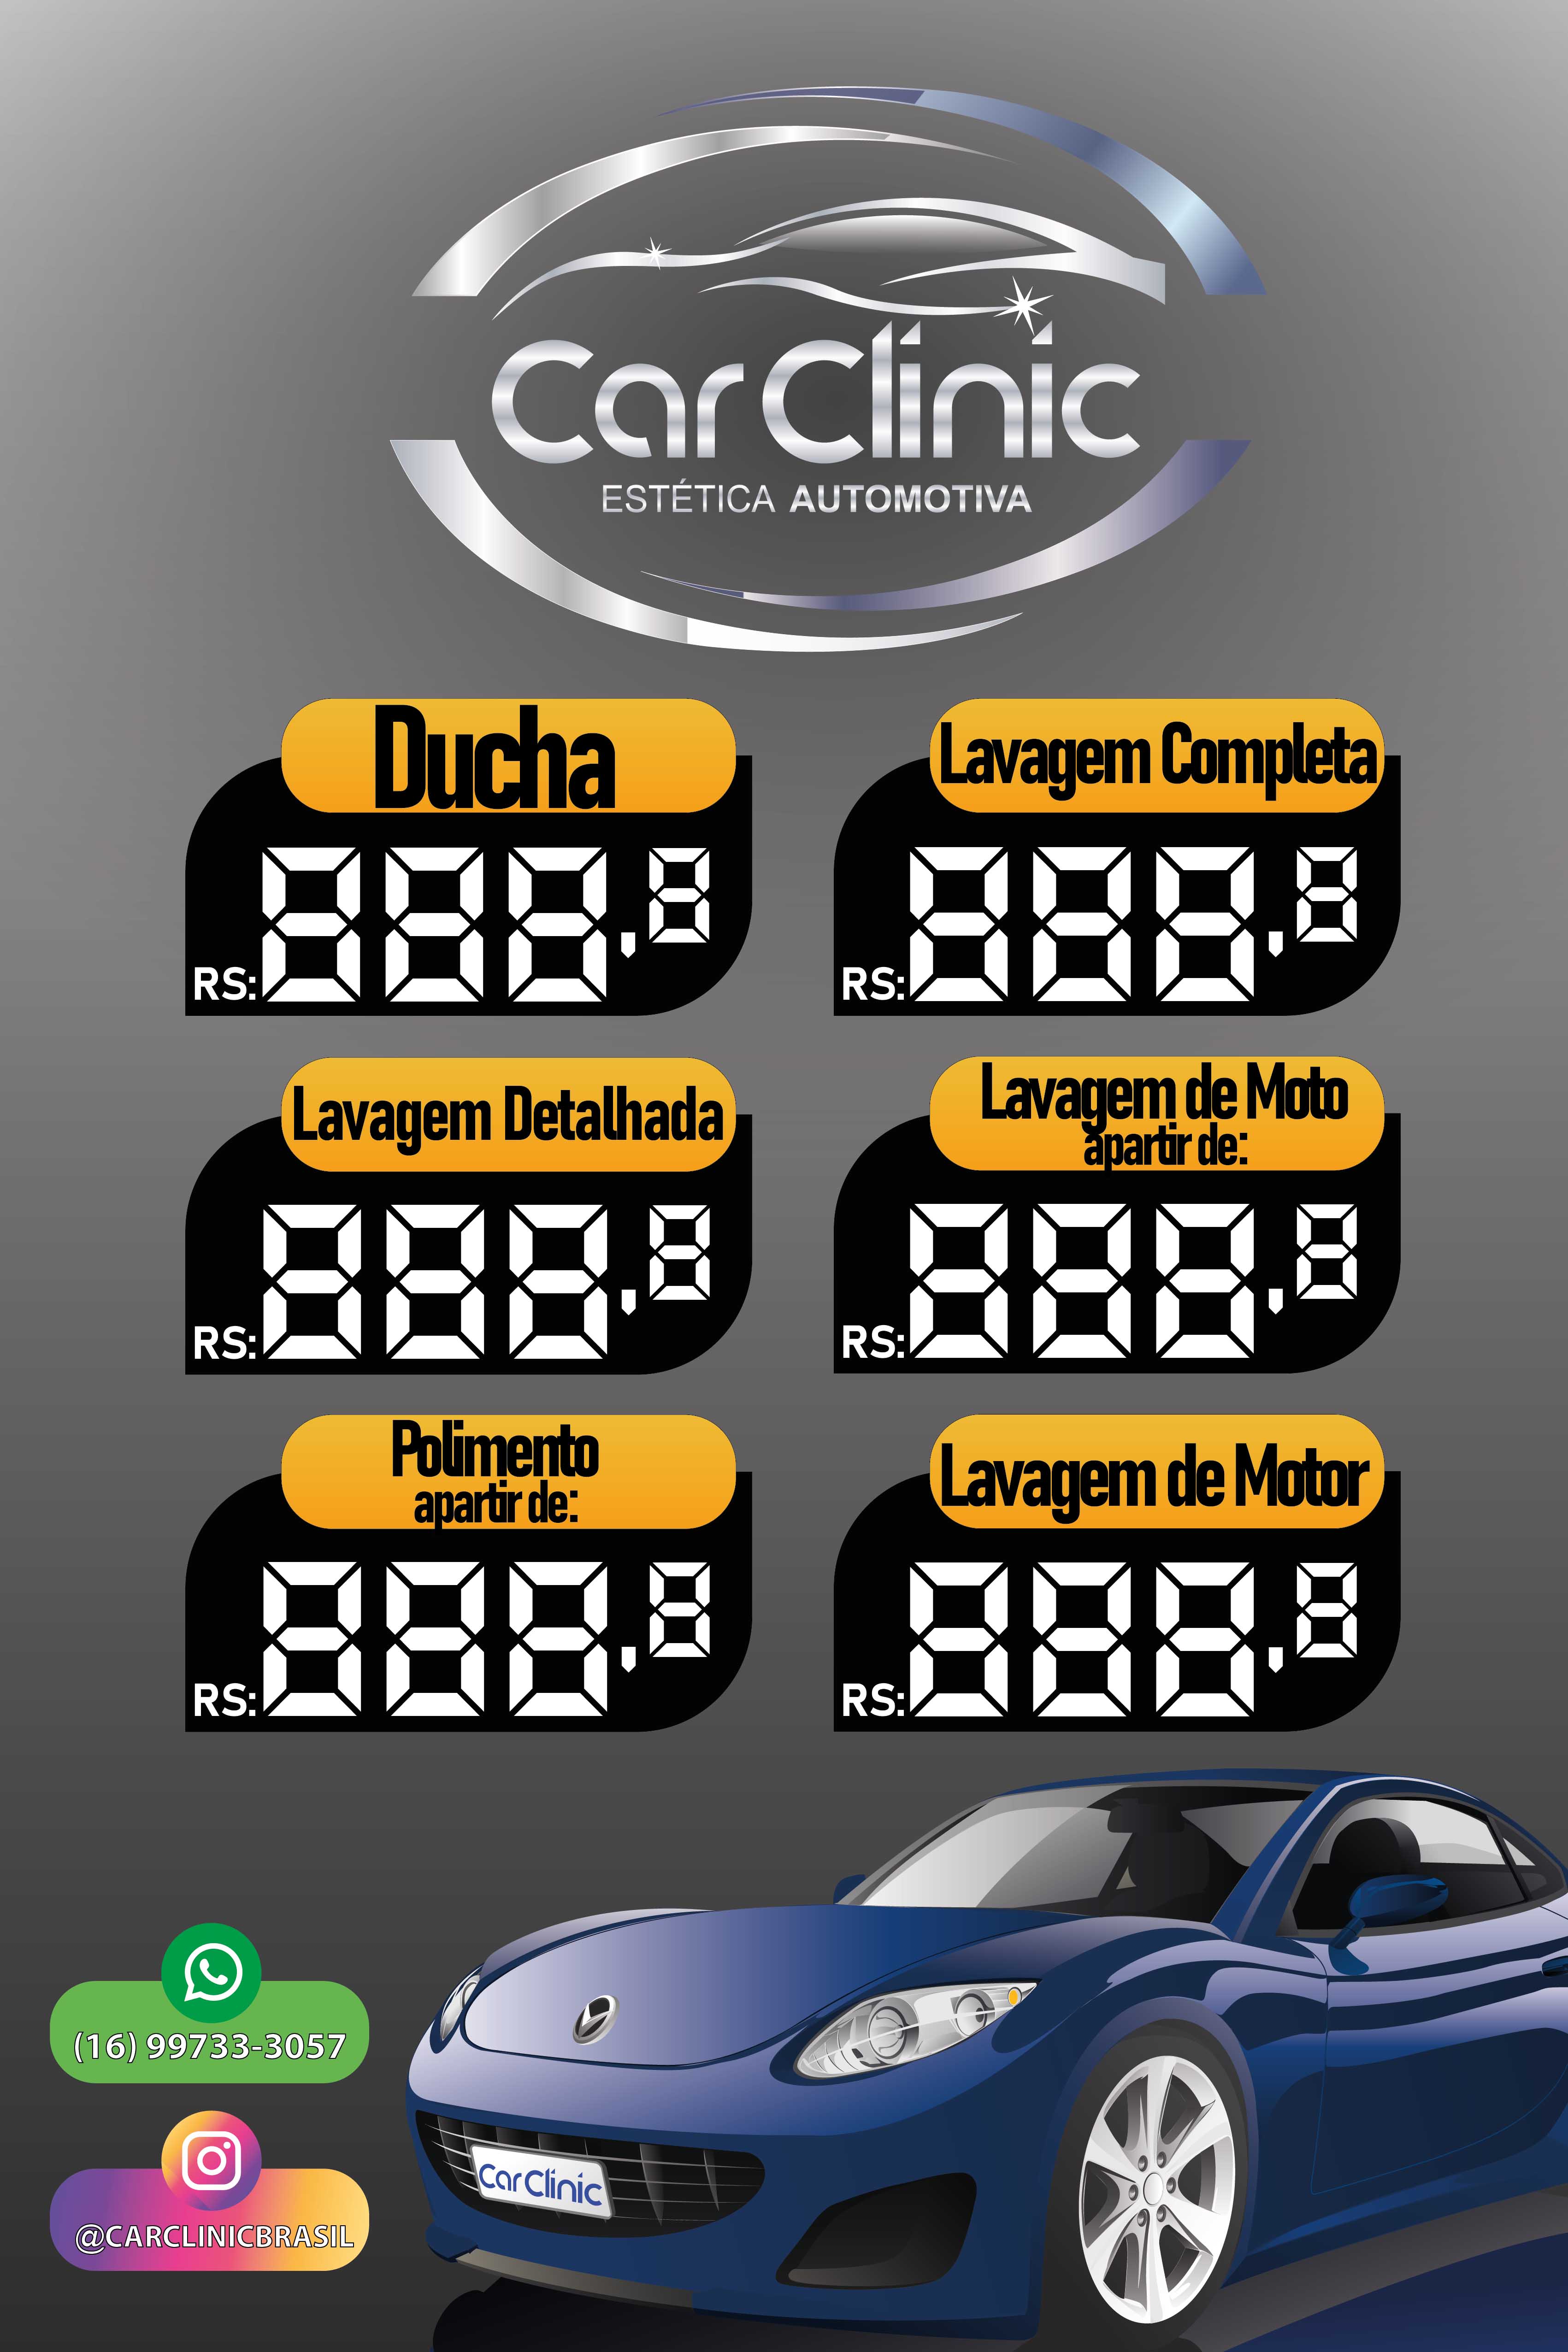 Car Clinic
ESTÉTICA AUTOMOTIVA
Ducha
RS: 888,8
Lavagem Completa
RS: 888,8
Lavagem Detalhada
RS: 888,8
Lavagem de Moto
apartir de:
RS: 888,8
Polimento
apartir de:
RS: 888,8
Lavagem de Motor
RS: 888,8
(16) 99733-3057
@CARCLINICBRASIL
Car Clinic